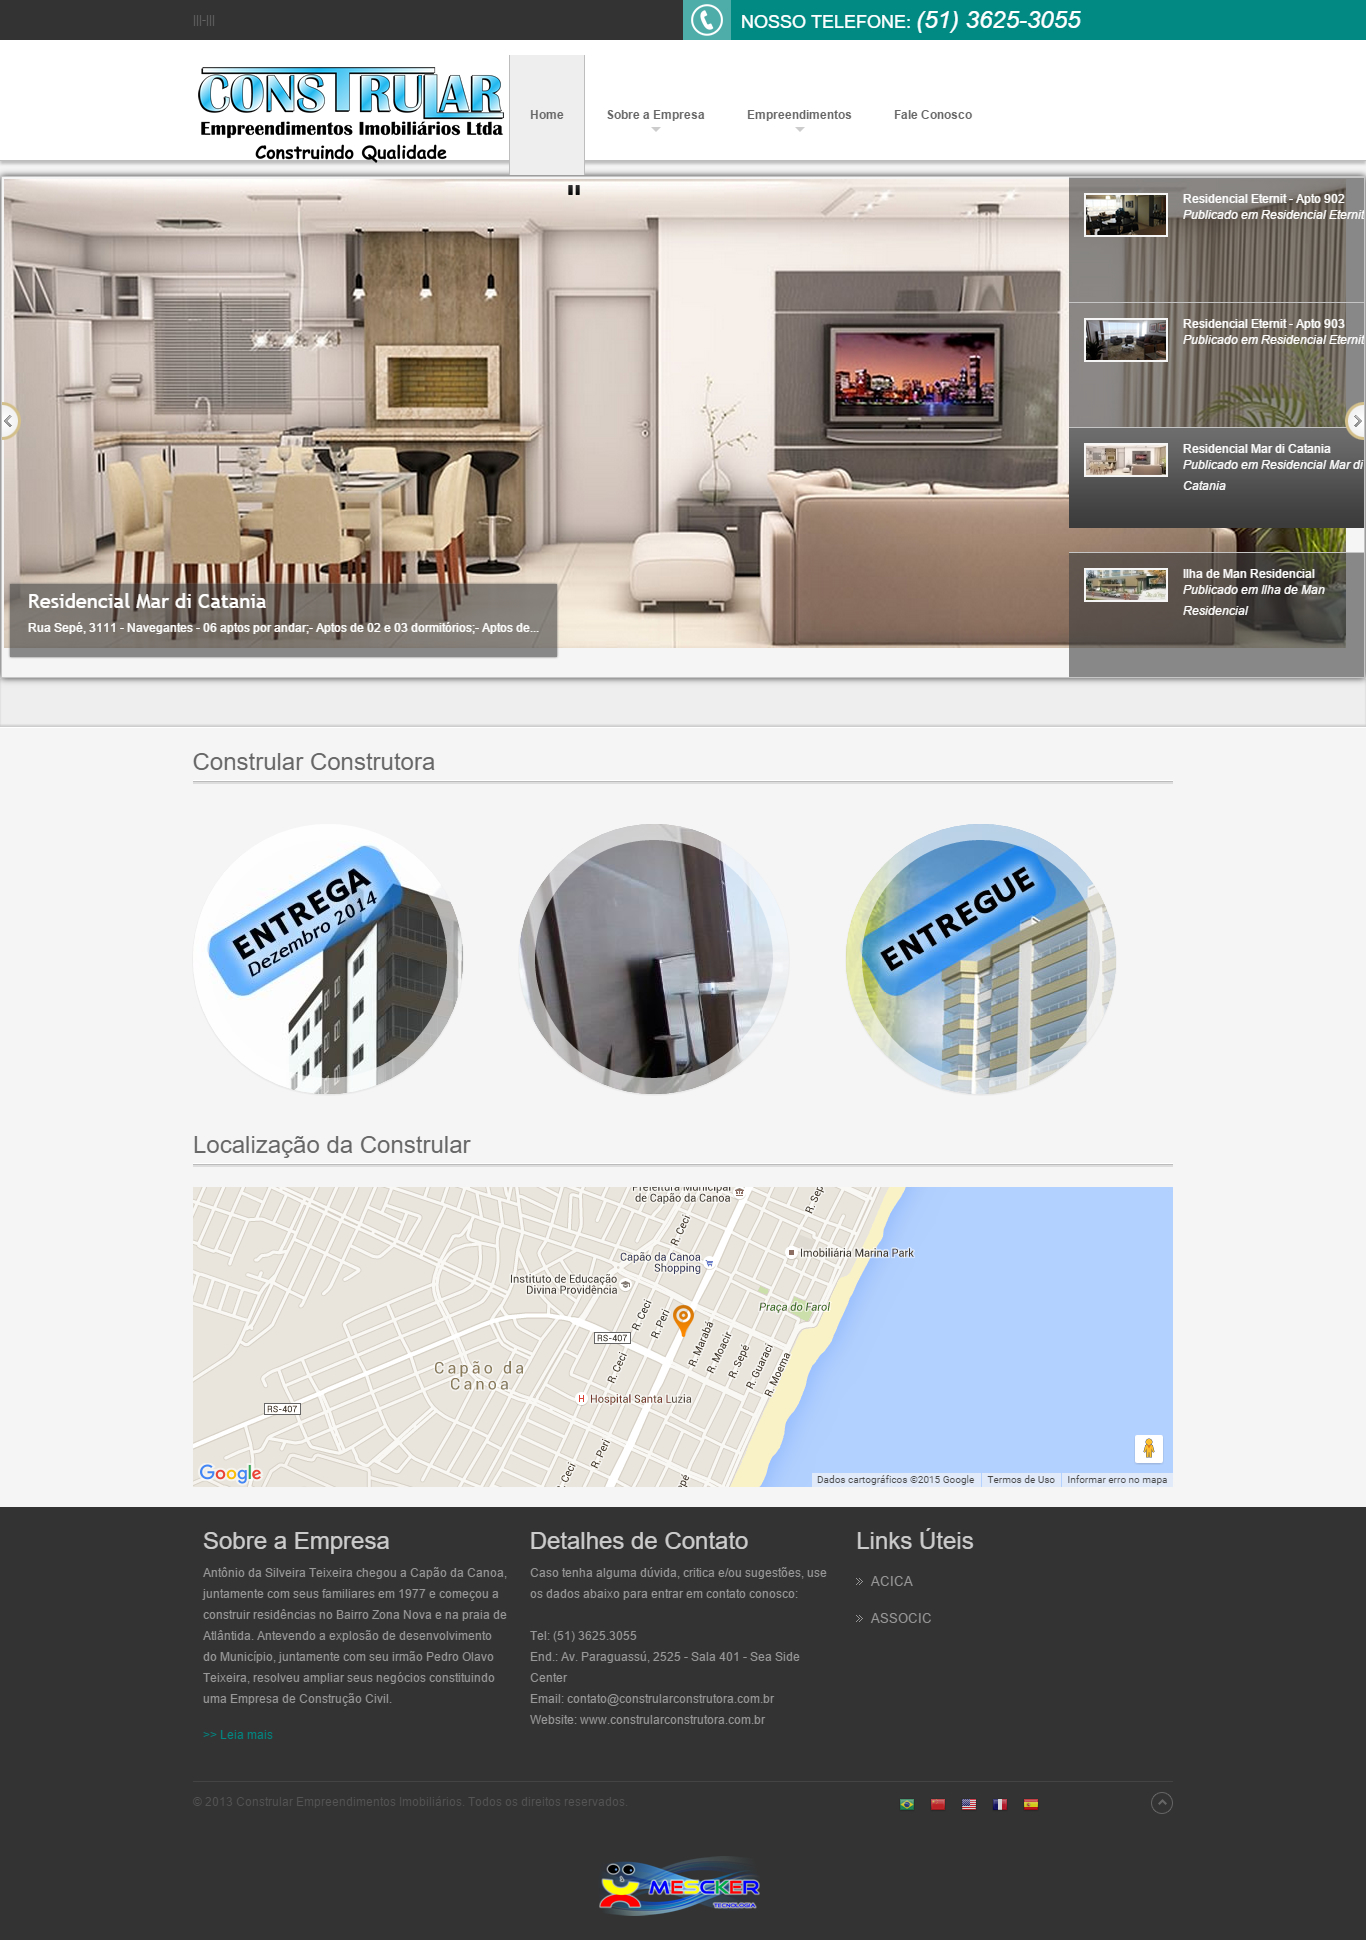 |||-|||
NOSSO TELEFONE: (51) 3625-3055
CONSTRULAR
Empreendimentos Imobiliários Ltda
Construindo Qualidade
Home
Sobre a Empresa
Empreendimentos
Fale Conosco
Residencial Eternit - Apto 902
Publicado em Residencial Eternit
Residencial Eternit - Apto 903
Publicado em Residencial Eternit
Residencial Mar di Catania
Publicado em Residencial Mar di
Catania
Ilha de Man Residencial
Publicado em Ilha de Man
Residencial
Residencial Mar di Catania
Rua Sepé, 3111 - Navegantes - 06 aptos por andar;- Aptos de 02 e 03 dormitórios;- Aptos de...
Constrular Construtora
ENTREGA
Dezembro 2014
ENTREGUE
Localização da Constrular
Prefeitura Municipal
de Capão da Canoa
R. Sepé
R. Ceci
Imobiliária Marina Park
Capão da Canoa
Shopping
Instituto de Educação
Divina Providência
Praça do Farol
R. Ceci
R. Peri
RS-407
R. Marabá
R. Moacir
R. Sepé
R. Guaraci
R. Moema
R. Ceci
Capão da
Canoa
Hospital Santa Luzia
RS-407
R. Peri
Ceci
Google
Dados cartográficos ©2015 Google
Termos de Uso
Informar erro no mapa
Sobre a Empresa
Antônio da Silveira Teixeira chegou a Capão da Canoa,
juntamente com seus familiares em 1977 e começou a
construir residências no Bairro Zona Nova e na praia de
Atlântida. Antevendo a explosão de desenvolvimento
do Município, juntamente com seu irmão Pedro Olavo
Teixeira, resolveu ampliar seus negócios constituindo
uma Empresa de Construção Civil.
>> Leia mais
Detalhes de Contato
Caso tenha alguma dúvida, critica e/ou sugestões, use
os dados abaixo para entrar em contato conosco:
Tel: (51) 3625.3055
End.: Av. Paraguassú, 2525 - Sala 401 - Sea Side
Center
Email: contato@constrularconstrutora.com.br
Website: www.constrularconstrutora.com.br
Links Úteis
ACICA
ASSOCIC
© 2013 Constrular Empreendimentos Imobiliários. Todos os direitos reservados.
MESCKER
TECNOLOGIA